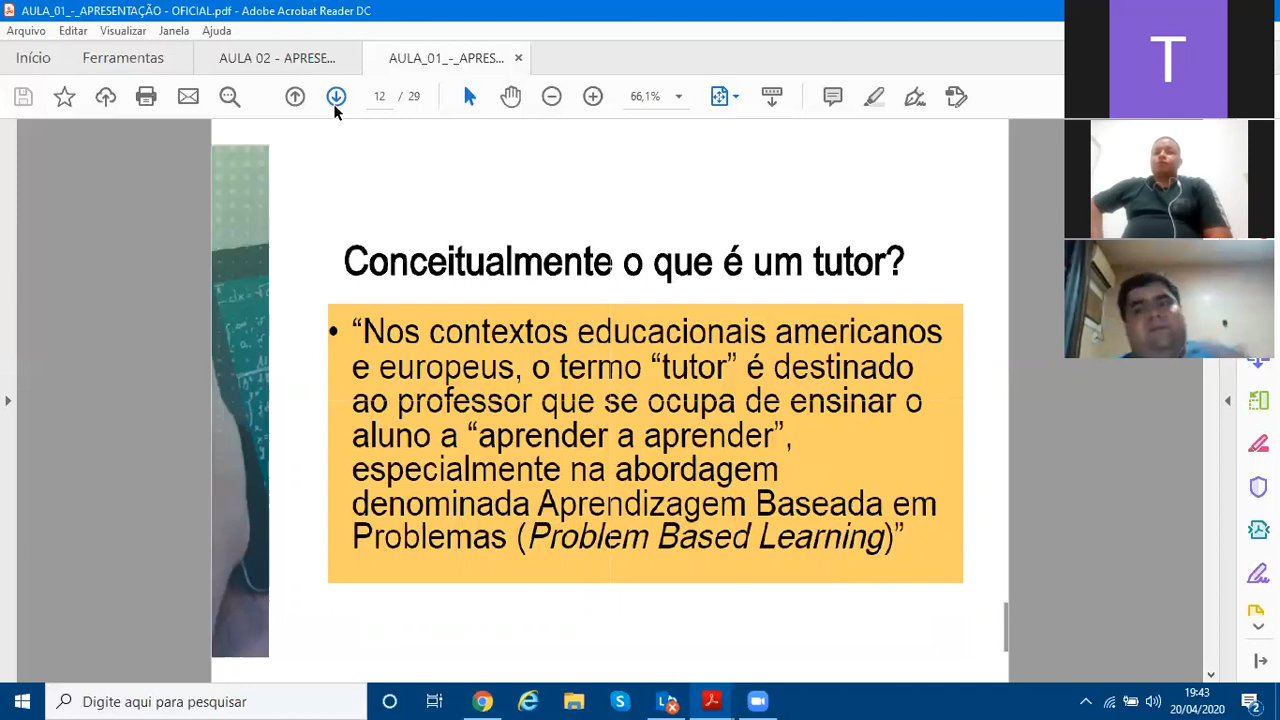 AULA_01_-_APRESENTAÇÃO - OFICIAL.pdf - Adobe Acrobat Reader DC
Arquivo Editar Visualizar Janela Ajuda
Início Ferramentas AULA 02 - APRESE... AULA_01_-_APRES... ×
12 / 29 66,1%
T
Conceitualmente o que é um tutor?
• “Nos contextos educacionais americanos
e europeus, o termo “tutor” é destinado
ao professor que se ocupa de ensinar o
aluno a “aprender a aprender”,
especialmente na abordagem
denominada Aprendizagem Baseada em
Problemas (Problem Based Learning)”
Digite aqui para pesquisar
19:43
20/04/2020
2